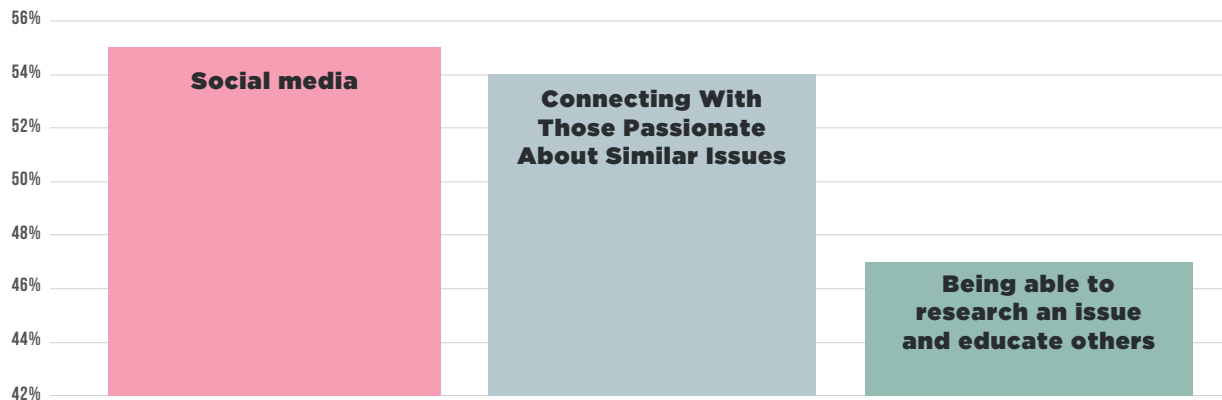 56%
54%
52%
50%
48%
46%
44%
42%
Social media
Connecting With
Those Passionate
About Similar Issues
Being able to
research an issue
and educate others